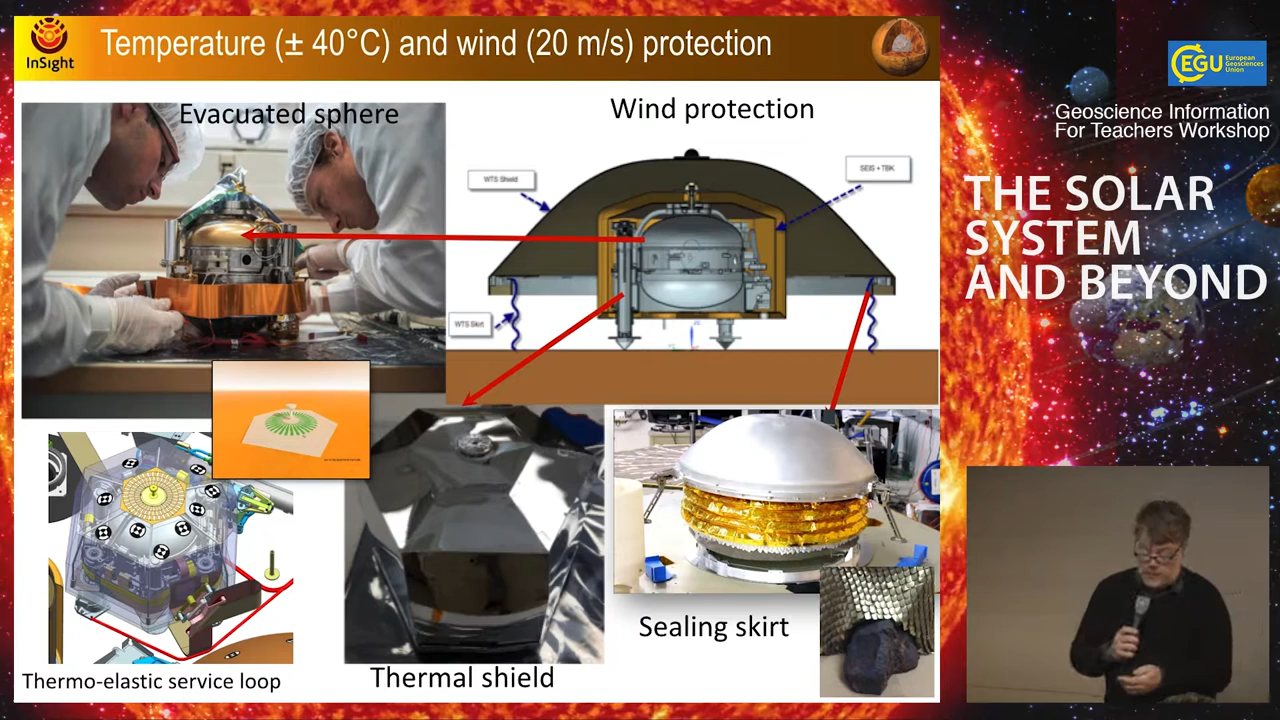 InSight
Temperature (± 40°C) and wind (20 m/s) protection
Evacuated sphere
Wind protection
WTS Shield
SEIS + TBK
WTS Skirt
Thermo-elastic service loop
Thermal shield
Sealing skirt
EGU European
Geosciences
Union
Geoscience Information
For Teachers Workshop
THE SOLAR
SYSTEM
AND BEYOND